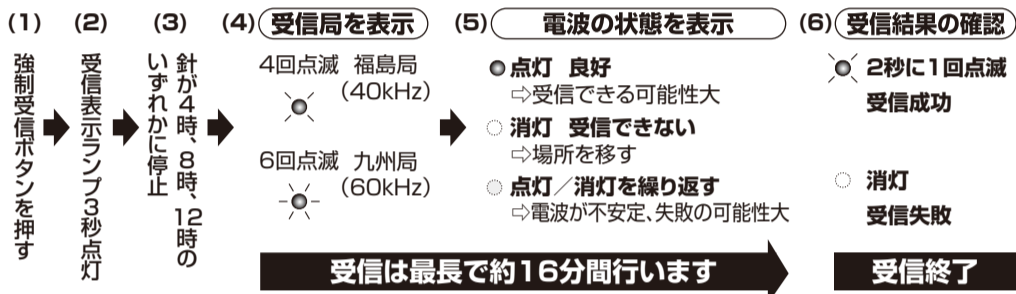 (1)
強制受信ボタンを押す
(2)
受信表示ランプ3秒点灯
(3)
針が4時、8時、12時の
いずれかに停止
(4) 受信局を表示
4回点滅 福島局
(40kHz)
6回点滅 九州局
(60kHz)
(5) 電波の状態を表示
点灯 良好
⇨受信できる可能性大
消灯 受信できない
⇨場所を移す
点灯/消灯を繰り返す
⇨電波が不安定、失敗の可能性大
受信は最長で約16分間行います
(6) 受信結果の確認
2秒に1回点滅
受信成功
消灯
受信失敗
受信終了